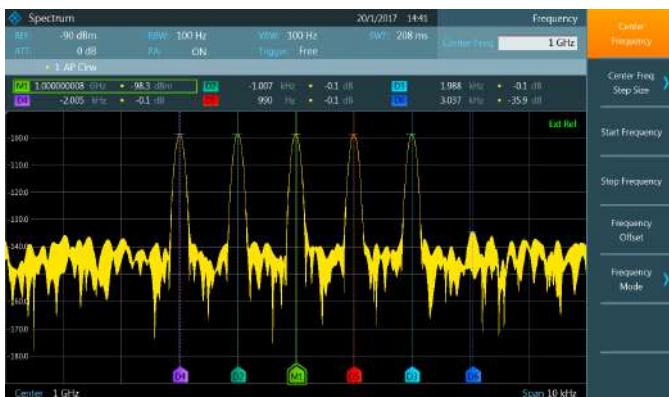 Spectrum 20/1/2017 14:41 Frequency
REF: -90 dBm RBW: 100 Hz VBW: 100 Hz SWT: 208 ms
ATT: 0 dB PA: ON Trigger: Free Center Freq 1 GHz
1 AP Clrw
M1 1.000000008 GHz -98.3 dBm D2 -1.007 kHz -0.1 dB D3 1.988 kHz -0.1 dB
D4 -2.005 kHz -0.1 dB D5 990 Hz -0.1 dB D6 3.037 kHz -35.9 dB
Ext Ref
-100.0
-110.0
-120.0
-130.0
-140.0
-170.0
-180.0
D4 D2 M1 D5 D3 D6
Center 1 GHz Span 10 kHz
Center
Frequency
Center Freq
Step Size
Start Frequency
Stop Frequency
Frequency
Offset
Frequency
Mode